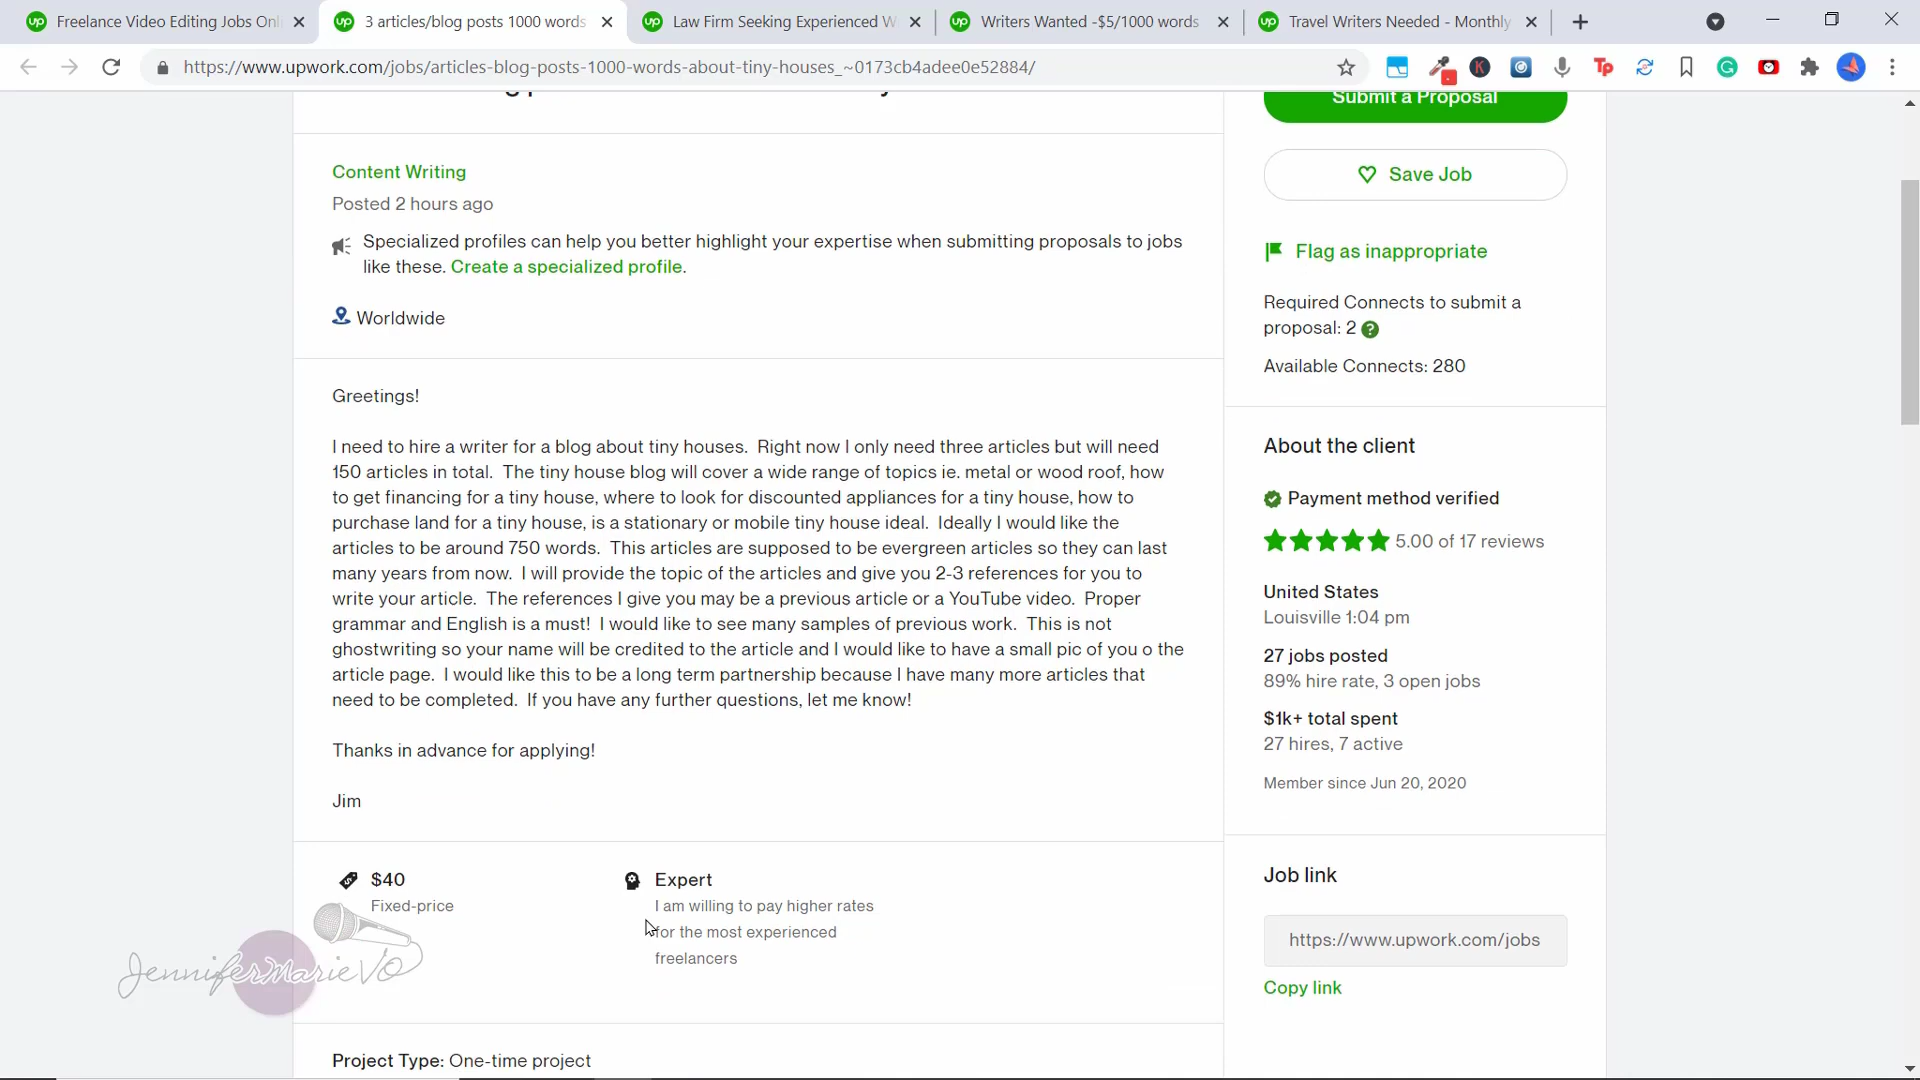 up Freelance Video Editing Jobs Onl
up 3 articles/blog posts 1000 words
up Law Firm Seeking Experienced W
up Writers Wanted -$5/1000 words
up Travel Writers Needed - Monthly
https://www.upwork.com/jobs/articles-blog-posts-1000-words-about-tiny-houses_~0173cb4adee0e52884/
Submit a Proposal
Content Writing
Posted 2 hours ago
Specialized profiles can help you better highlight your expertise when submitting proposals to jobs
like these. Create a specialized profile.
Worldwide
Greetings!
I need to hire a writer for a blog about tiny houses. Right now I only need three articles but will need
150 articles in total. The tiny house blog will cover a wide range of topics ie. metal or wood roof, how
to get financing for a tiny house, where to look for discounted appliances for a tiny house, how to
purchase land for a tiny house, is a stationary or mobile tiny house ideal. Ideally I would like the
articles to be around 750 words. This articles are supposed to be evergreen articles so they can last
many years from now. I will provide the topic of the articles and give you 2-3 references for you to
write your article. The references I give you may be a previous article or a YouTube video. Proper
grammar and English is a must! I would like to see many samples of previous work. This is not
ghostwriting so your name will be credited to the article and I would like to have a small pic of you o the
article page. I would like this to be a long term partnership because I have many more articles that
need to be completed. If you have any further questions, let me know!
Thanks in advance for applying!
Jim
$40
Fixed-price
Expert
I am willing to pay higher rates
for the most experienced
freelancers
JenniferMarieVO
Project Type: One-time project
Save Job
Flag as inappropriate
Required Connects to submit a
proposal: 2
Available Connects: 280
About the client
Payment method verified
5.00 of 17 reviews
United States
Louisville 1:04 pm
27 jobs posted
89% hire rate, 3 open jobs
$1k+ total spent
27 hires, 7 active
Member since Jun 20, 2020
Job link
https://www.upwork.com/jobs
Copy link